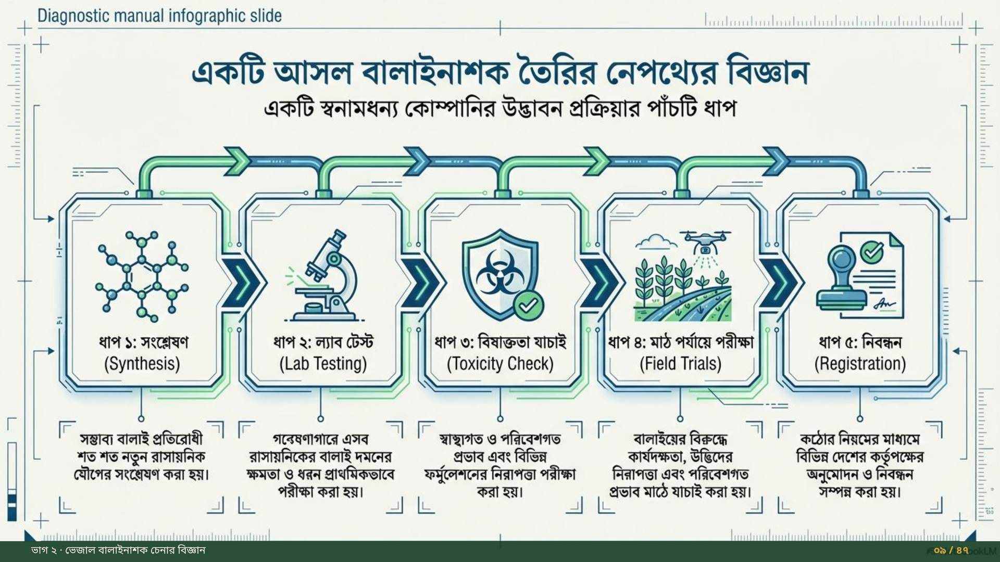 Diagnostic manual infographic slide
একটি আসল বালাইনাশক তৈরির নেপথ্যের বিজ্ঞান
একটি স্বনামধন্য কোম্পানির উদ্ভাবন প্রক্রিয়ার পাঁচটি ধাপ
ধাপ ১: সংশ্লেষণ
(Synthesis)
সম্ভাব্য বালাই প্রতিরোধী
শত শত নতুন রাসায়নিক
যৌগের সংশ্লেষণ করা হয়।
ধাপ ২: ল্যাব টেস্ট
(Lab Testing)
গবেষণাগারে এসব
রাসায়নিকের বালাই দমনের
ক্ষমতা ও ধরন প্রাথমিকভাবে
পরীক্ষা করা হয়।
ধাপ ৩: বিষাক্ততা যাচাই
(Toxicity Check)
স্বাস্থ্যগত ও পরিবেশগত
প্রভাব এবং বিভিন্ন
ফর্মুলেশনের নিরাপত্তা পরীক্ষা
করা হয়।
ধাপ ৪: মাঠ পর্যায়ে পরীক্ষা
(Field Trials)
বালাইয়ের বিরুদ্ধে
কার্যদক্ষতা, উদ্ভিদের
নিরাপত্তা এবং পরিবেশগত
প্রভাব মাঠে যাচাই করা হয়।
ধাপ ৫: নিবন্ধন
(Registration)
কঠোর নিয়মের মাধ্যমে
বিভিন্ন দেশের কর্তৃপক্ষের
অনুমোদন ও নিবন্ধন
সম্পন্ন করা হয়।
ভাগ ২ · ভেজাল বালাইনাশক চেনার বিজ্ঞান
০৯ / ৪৭